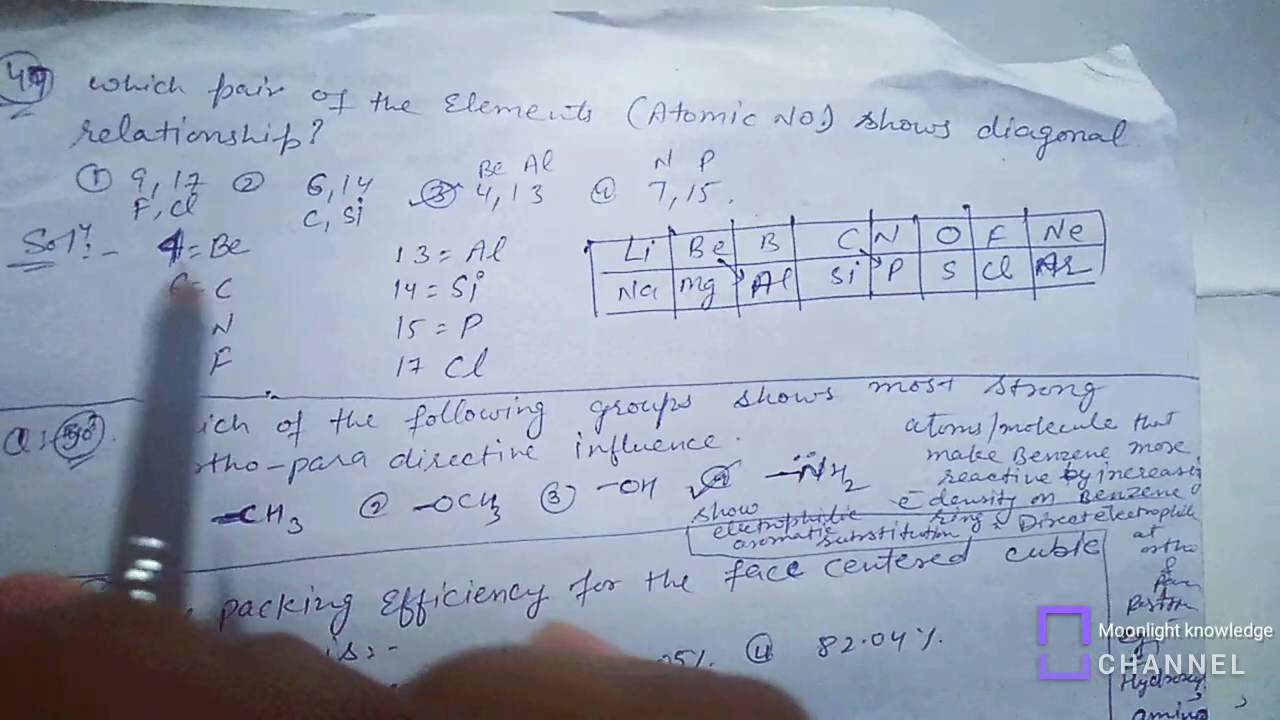 49 which pair of the Elements (Atomic NO.) shows diagonal
relationship?
① 9,17 ② 6,14 ③ 4,13 ④ 7,15.
F, Cl C, Si Be Al N P
Sol?- 4 = Be 13 = Al
C 14 = Si
N 15 = P
F 17 Cl
Li Be B C N O F Ne
Na Mg Al Si P S Cl Ar
Q: 50 of the following groups shows most strong
ortho-para directive influence.
-CH3 ② -OCH3 ③ -OH ④ -NH2
atoms/molecule that
make Benzene more
reactive by increasing
e- density on Benzene
ring & Direct electrophile
at
ortho
&
Para
Position
show
electrophilic
aromatic substitution
packing Efficiency for the face centered cubic
is:-
05%. ④ 82.04%.
eg
Hydroxy,
amino,
Moonlight knowledge
CHANNEL